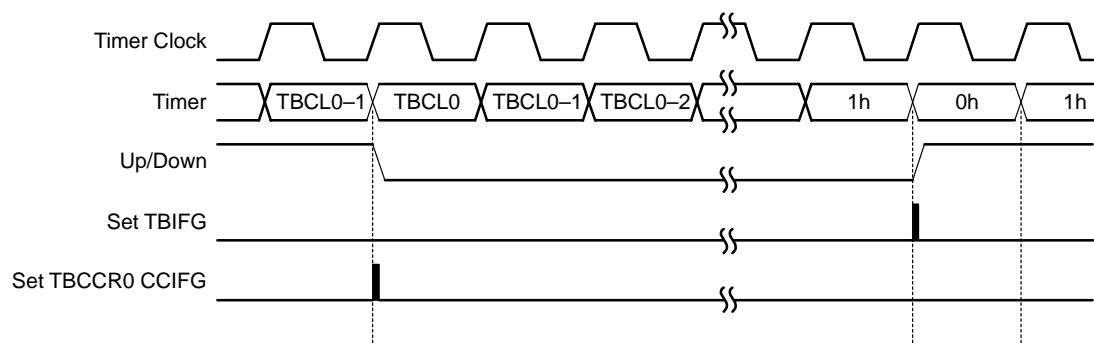 Timer Clock
Timer TBCL0–1 TBCL0 TBCL0–1 TBCL0–2 1h 0h 1h
Up/Down
Set TBIFG
Set TBCCR0 CCIFG